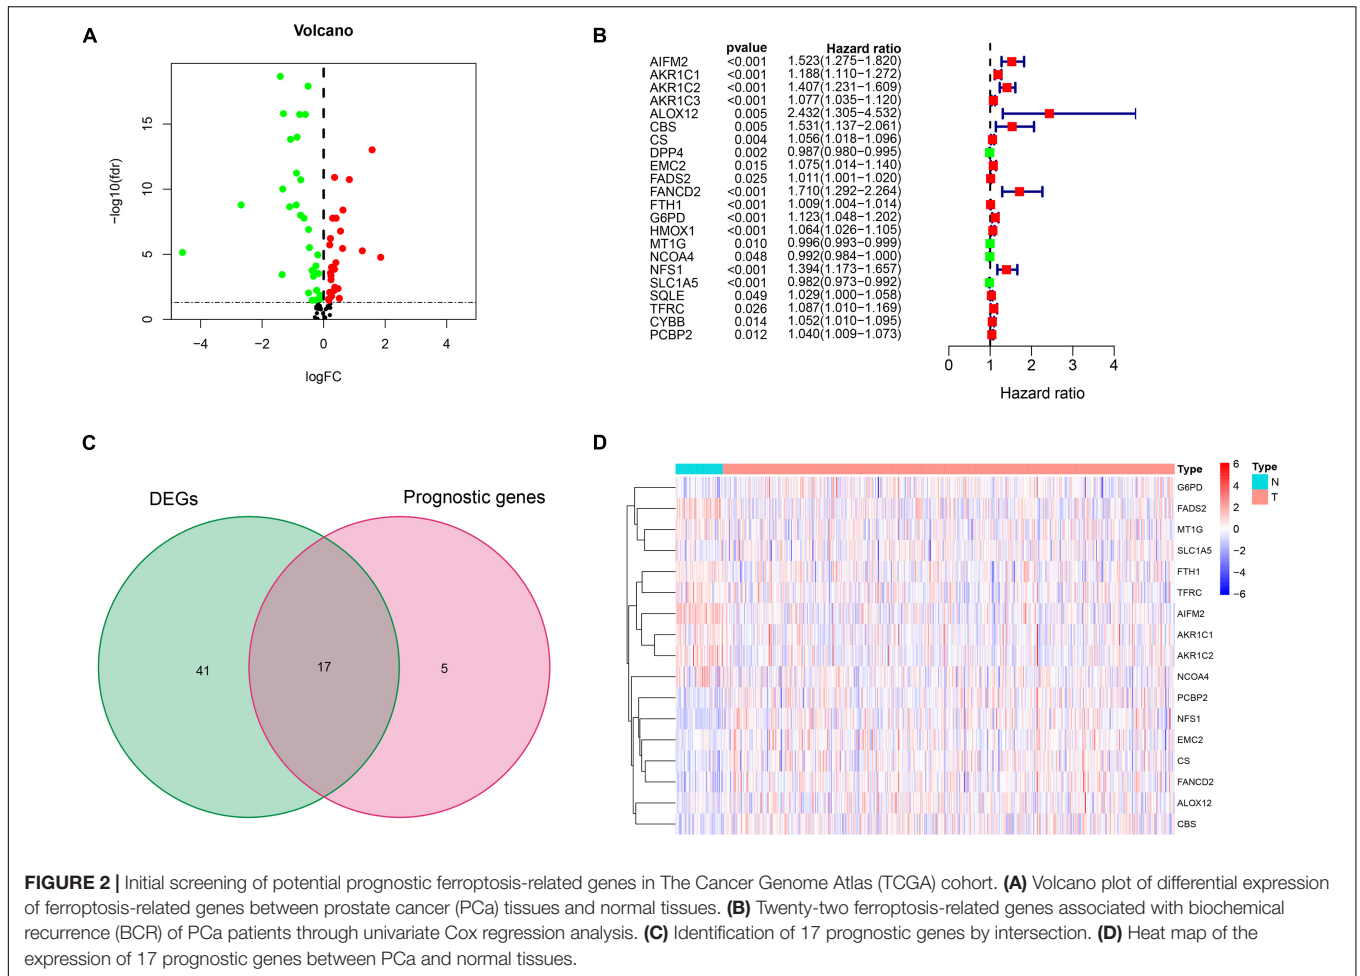 A
Volcano
−log10(fdr)
15
10
5
0
−4 −2 0 2 4
logFC
B
pvalue Hazard ratio
AIFM2 <0.001 1.523(1.275−1.820)
AKR1C1 <0.001 1.188(1.110−1.272)
AKR1C2 <0.001 1.407(1.231−1.609)
AKR1C3 <0.001 1.077(1.035−1.120)
ALOX12 0.005 2.432(1.305−4.532)
CBS 0.005 1.531(1.137−2.061)
CS 0.004 1.056(1.018−1.096)
DPP4 0.002 0.987(0.980−0.995)
EMC2 0.015 1.075(1.014−1.140)
FADS2 0.025 1.011(1.001−1.020)
FANCD2 <0.001 1.710(1.292−2.264)
FTH1 <0.001 1.009(1.004−1.014)
G6PD <0.001 1.123(1.048−1.202)
HMOX1 <0.001 1.064(1.026−1.105)
MT1G 0.010 0.996(0.993−0.999)
NCOA4 0.048 0.992(0.984−1.000)
NFS1 <0.001 1.394(1.173−1.657)
SLC1A5 <0.001 0.982(0.973−0.992)
SQLE 0.049 1.029(1.000−1.058)
TFRC 0.026 1.087(1.010−1.169)
CYBB 0.014 1.052(1.010−1.095)
PCBP2 0.012 1.040(1.009−1.073)
0 1 2 3 4
Hazard ratio
C
DEGs
Prognostic genes
41 17 5
D
Type
G6PD
FADS2
MT1G
SLC1A5
FTH1
TFRC
AIFM2
AKR1C1
AKR1C2
NCOA4
PCBP2
NFS1
EMC2
CS
FANCD2
ALOX12
CBS
6
4
2
0
−2
−4
−6
Type
N
T
FIGURE 2 | Initial screening of potential prognostic ferroptosis-related genes in The Cancer Genome Atlas (TCGA) cohort. (A) Volcano plot of differential expression
of ferroptosis-related genes between prostate cancer (PCa) tissues and normal tissues. (B) Twenty-two ferroptosis-related genes associated with biochemical
recurrence (BCR) of PCa patients through univariate Cox regression analysis. (C) Identification of 17 prognostic genes by intersection. (D) Heat map of the
expression of 17 prognostic genes between PCa and normal tissues.